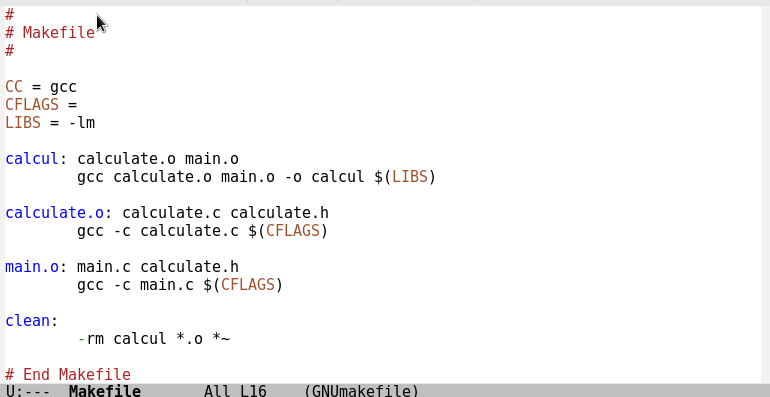 #
# Makefile
#
CC = gcc
CFLAGS =
LIBS = -lm
calcul: calculate.o main.o
gcc calculate.o main.o -o calcul $(LIBS)
calculate.o: calculate.c calculate.h
gcc -c calculate.c $(CFLAGS)
main.o: main.c calculate.h
gcc -c main.c $(CFLAGS)
clean:
-rm calcul *.o *~
# End Makefile
U:--- Makefile All L16 (GNUmakefile)